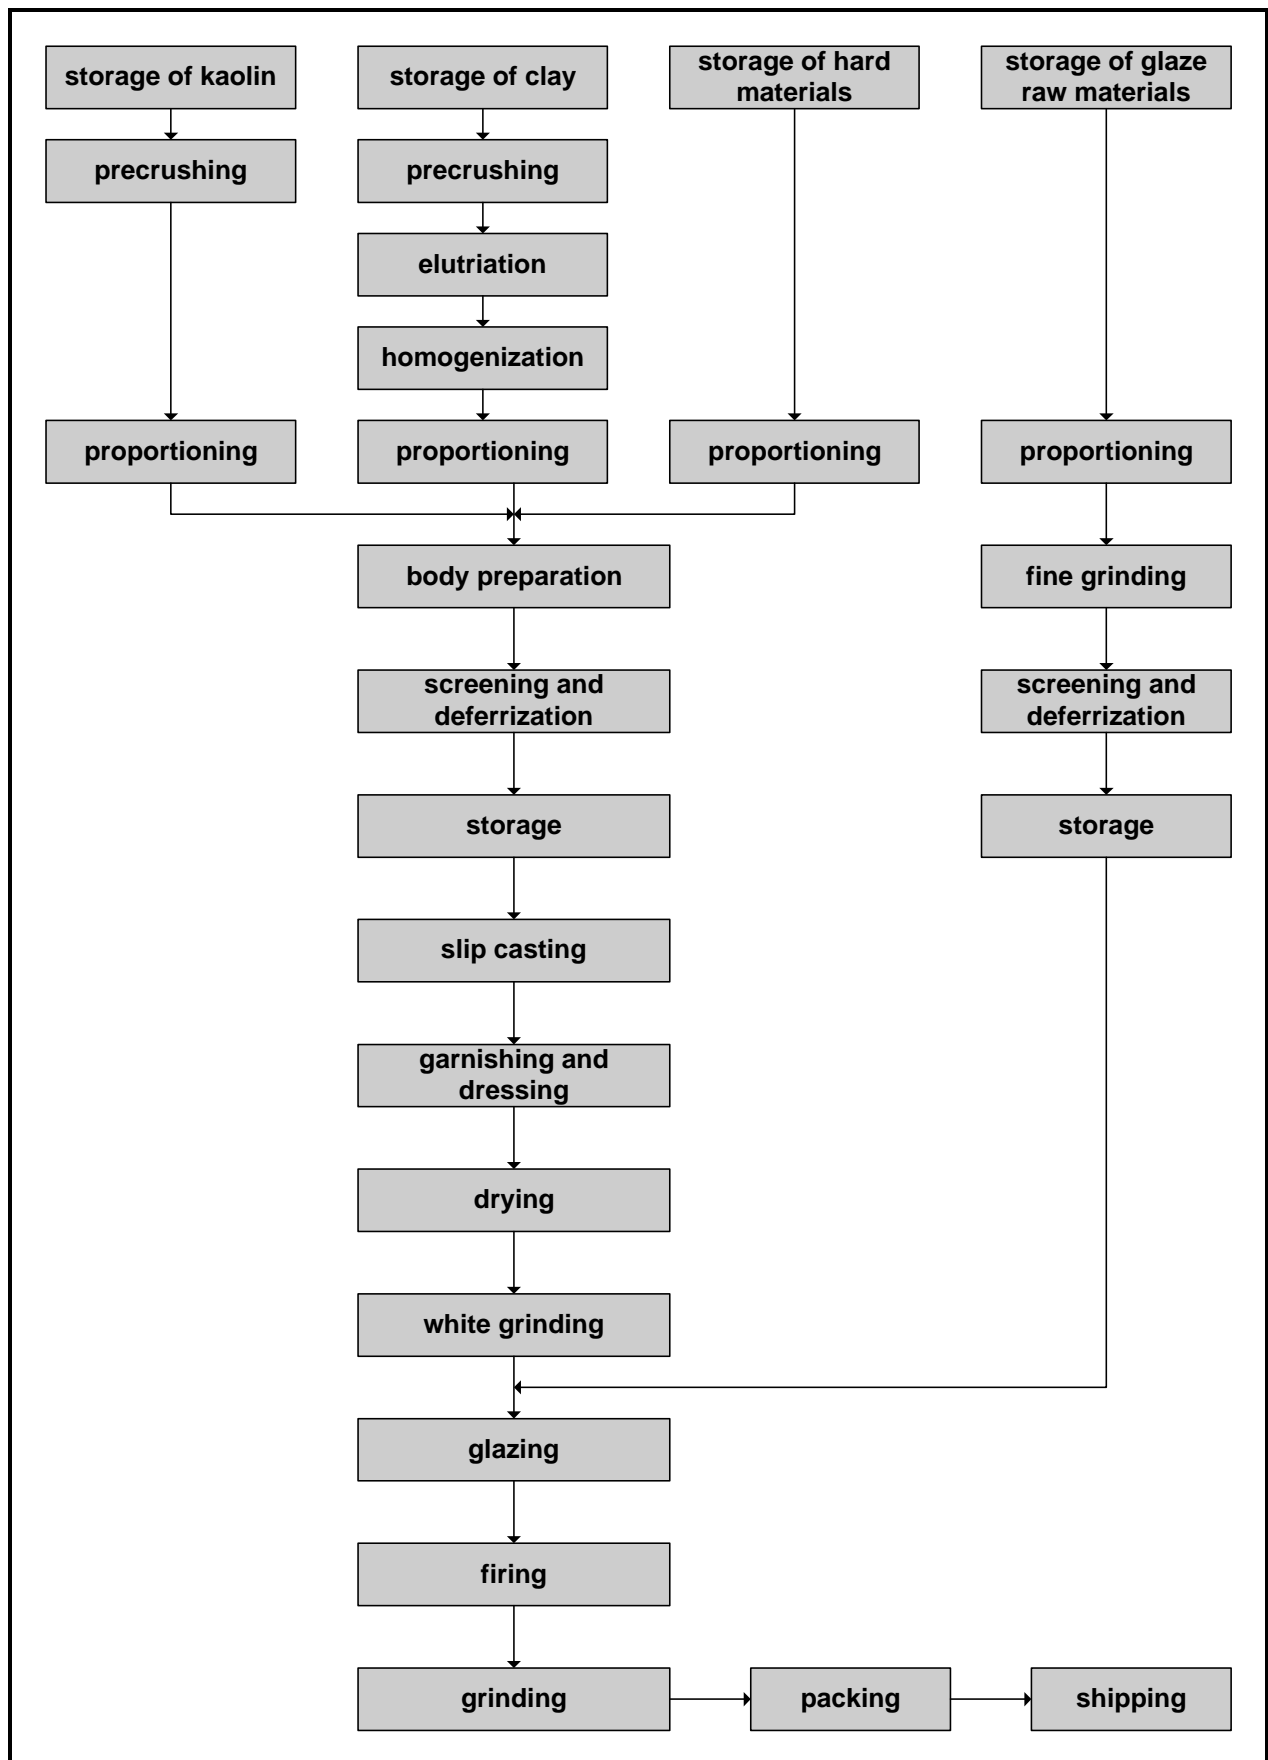 storage of kaolin
storage of clay
storage of hard
materials
storage of glaze
raw materials
precrushing
precrushing
elutriation
homogenization
proportioning
proportioning
proportioning
proportioning
body preparation
fine grinding
screening and
deferrization
screening and
deferrization
storage
storage
slip casting
garnishing and
dressing
drying
white grinding
glazing
firing
grinding
packing
shipping